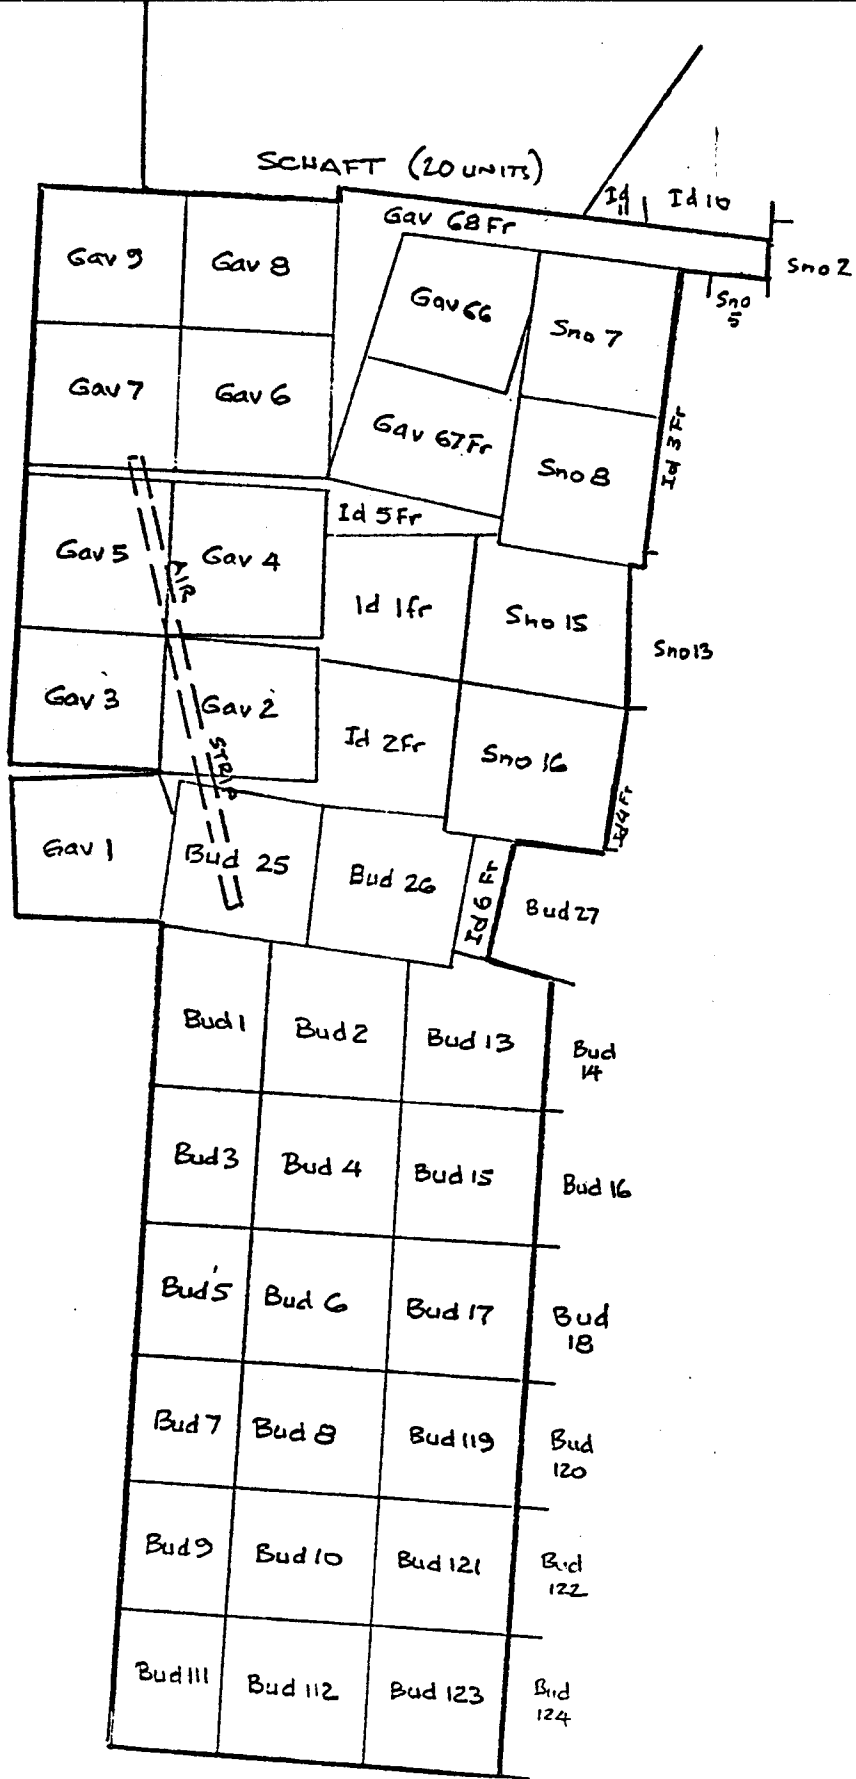 SCHAFT (20 UNITS)
Id 11
Id 10
Gav 68 Fr
Sno 2
Gav 9
Gav 8
Gav 66
Sno 7
Sno
5
Gav 7
Gav 6
Gav 67 Fr
Sno 8
Id 3 Fr
Id 5 Fr
Gav 5
AIR
Gav 4
Id 1 fr
Sno 15
Sno 13
Gav 3
Gav 2
STRIP
Id 2 Fr
Sno 16
Id 4 Fr
Gav 1
Bud 25
Bud 26
Id 6 Fr
Bud 27
Bud 1
Bud 2
Bud 13
Bud
14
Bud 3
Bud 4
Bud 15
Bud 16
Bud 5
Bud 6
Bud 17
Bud
18
Bud 7
Bud 8
Bud 119
Bud
120
Bud 9
Bud 10
Bud 121
Bud
122
Bud 111
Bud 112
Bud 123
Bud
124